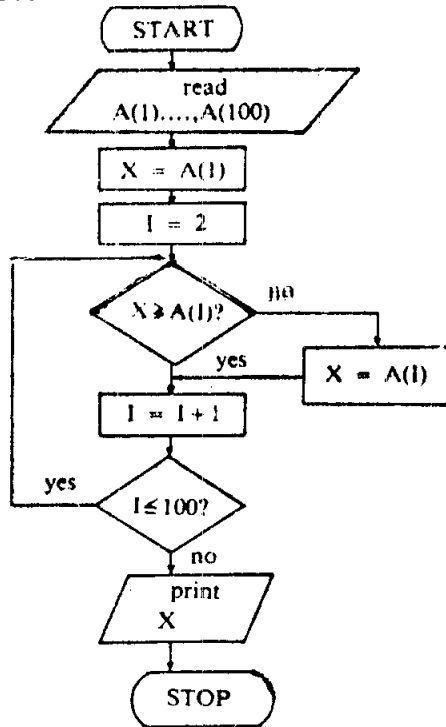 START
read
A(1)....,A(100)
X = A(1)
I = 2
X ⩾ A(I)?
no
yes
X = A(I)
I = I + 1
yes
I ≤ 100?
no
print
X
STOP